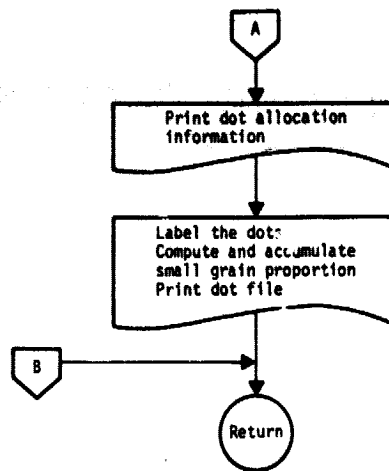 A
Print dot allocation
information
Label the dots
Compute and accumulate
small grain proportion
Print dot file
B
Return